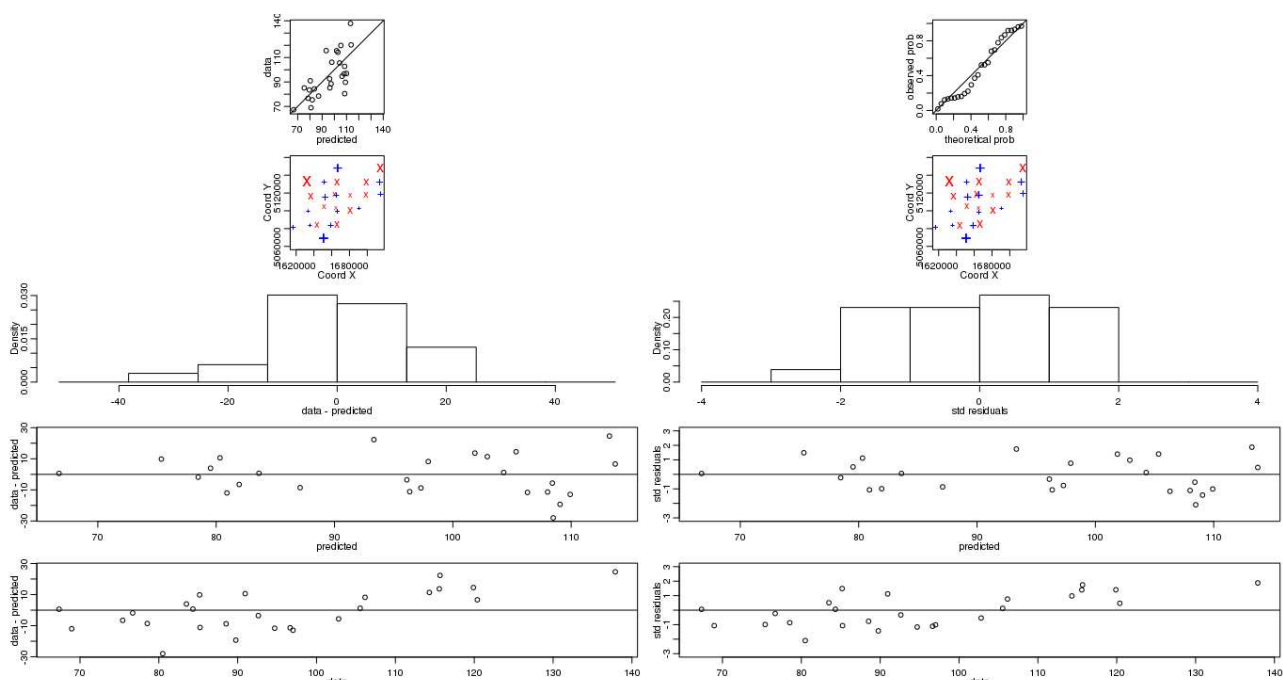 data
70 90 110 140
70 80 90 110 140
predicted
observed prob
0.0 0.4 0.8
0.0 0.4 0.8
theoretical prob
Coord Y
5060000 5120000
1620000 1680000
Coord X
Coord Y
5060000 5120000
1620000 1680000
Coord X
Density
0.000 0.015 0.030
-40 -20 0 20 40
data - predicted
Density
0.00 0.10 0.20
-4 -2 0 2 4
std residuals
data - predicted
-30 -10 10 30
70 80 90 100 110
predicted
std residuals
-3 -1 1 3
70 80 90 100 110
predicted
data - predicted
-30 -10 10 30
70 80 90 100 110 120 130 140
data
std residuals
-3 -1 1 3
70 80 90 100 110 120 130 140
data